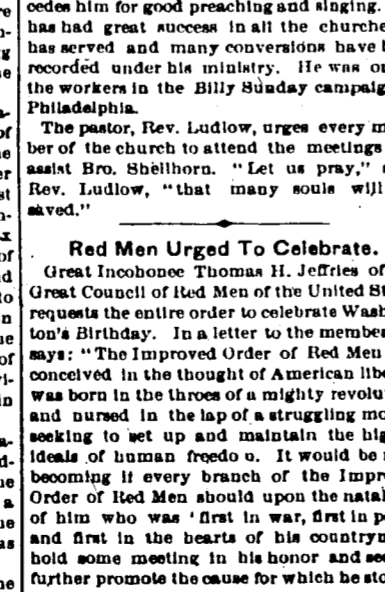 cedes him for good preaching and singing.
has had great success in all the churche
has served and many conversions have
recorded under his ministry. He was
the workers in the Billy Sunday campaig
Philadelphia.
The pastor, Rev. Ludlow, urges every m
ber of the church to attend the meetings
assist Bro. Shellhorn. "Let us pray,"
Rev. Ludlow, "that many souls will
saved."
Red Men Urged To Celebrate.
Great Incohonee Thomas H. Jeffries of
Great Council of Red Men of the United St
requests the entire order to celebrate Wash
ton's Birthday. In a letter to the member
says: "The Improved Order of Red Men
conceived in the thought of American libe
was born in the throes of a mighty revolu
and nursed in the lap of a struggling mo
seeking to set up and maintain the hig
ideals of human freedo n. It would be
becoming if every branch of the Impr
Order of Red Men should upon the natal
of him who was 'first in war, first in p
and first in the hearts of his countrym
hold some meeting in his honor and see
further promote the cause for which he sto